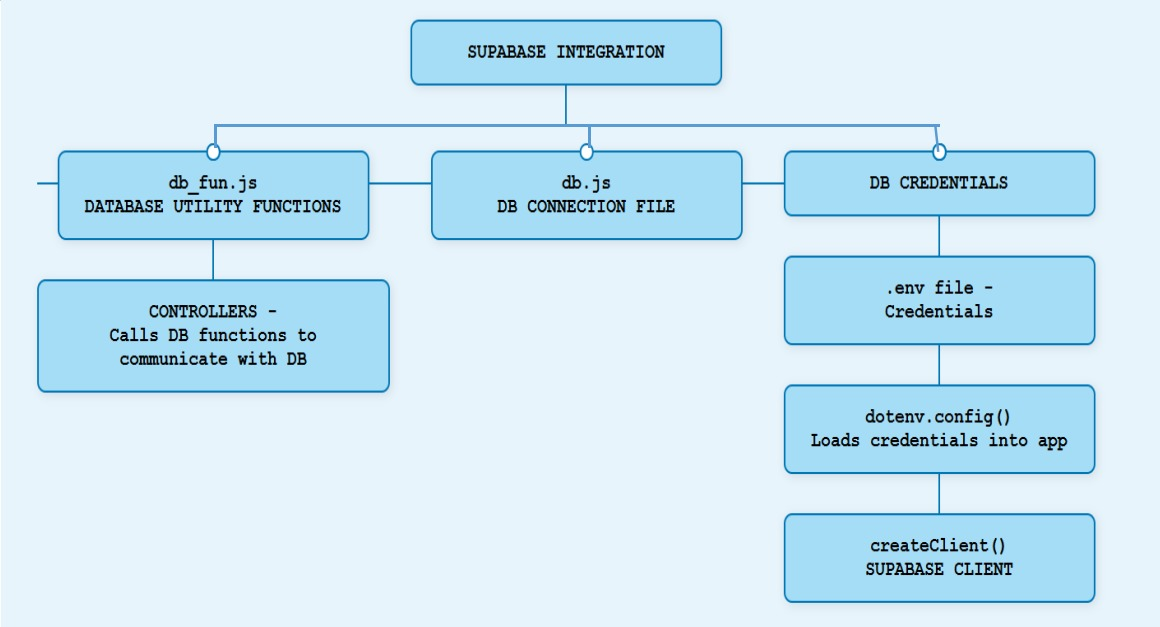 SUPABASE INTEGRATION
db_fun.js
DATABASE UTILITY FUNCTIONS
db.js
DB CONNECTION FILE
DB CREDENTIALS
CONTROLLERS -
Calls DB functions to
communicate with DB
.env file -
Credentials
dotenv.config()
Loads credentials into app
createClient()
SUPABASE CLIENT